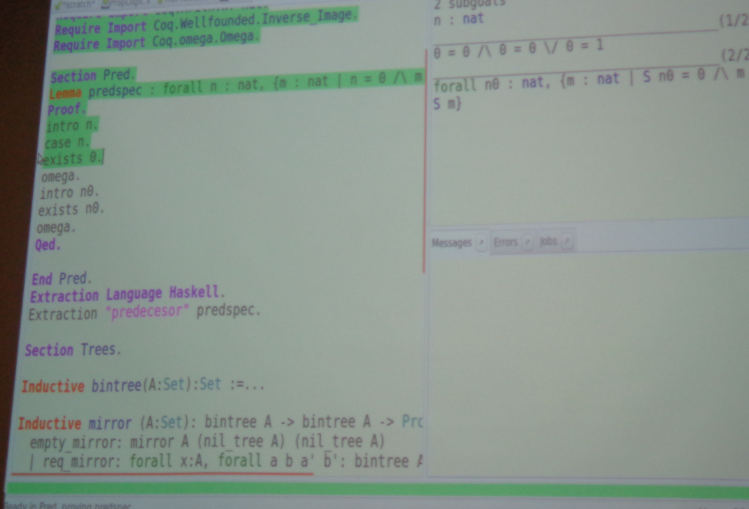 *scratch*
Require Import Coq.Wellfounded.Inverse_Image.
Require Import Coq.omega.Omega.
Section Pred.
Lemma predspec : forall n : nat, {m : nat | n = 0 /\ m
Proof.
intro n.
case n.
exists 0.
omega.
intro n0.
exists n0.
omega.
Qed.
End Pred.
Extraction Language Haskell.
Extraction "predecesor" predspec.
Section Trees.
Inductive bintree(A:Set):Set :=...
Inductive mirror (A:Set): bintree A -> bintree A -> Pro
empty_mirror: mirror A (nil_tree A) (nil_tree A)
| req_mirror: forall x:A, forall a b a' b': bintree A
Ready in Pred, proving predspec
2 subgoals
n : nat
(1/2
0 = 0 /\ 0 = 0 \/ 0 = 1
(2/2
forall n0 : nat, {m : nat | S n0 = 0 /\ m
S m}
Messages
Errors
Jobs